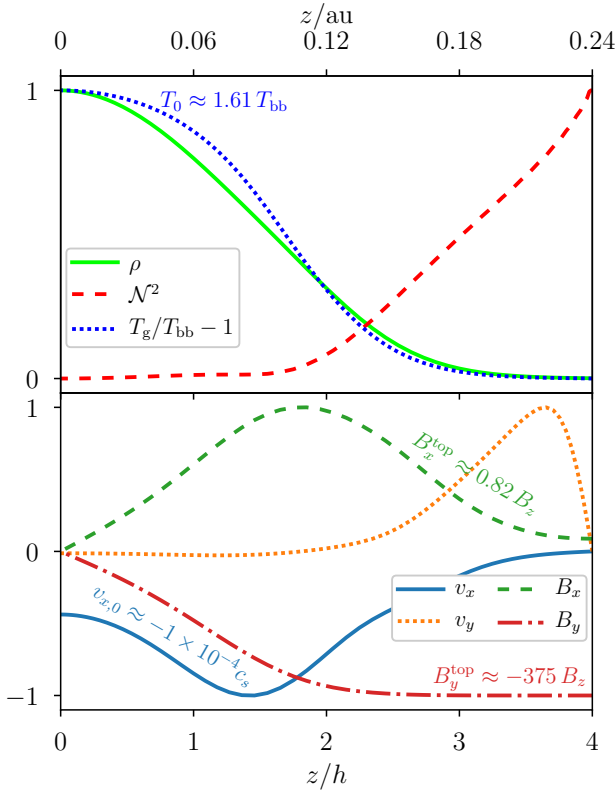 z/au
0 0.06 0.12 0.18 0.24
1
T₀ ≈ 1.61 T_bb
ρ
𝒩²
T_g/T_bb − 1
0
1
B_x^top ≈ 0.82 B_z
0
v_x,0 ≈ −1 × 10⁻⁴ c_s
v_x B_x
v_y B_y
B_y^top ≈ −375 B_z
−1
0 1 2 3 4
z/h